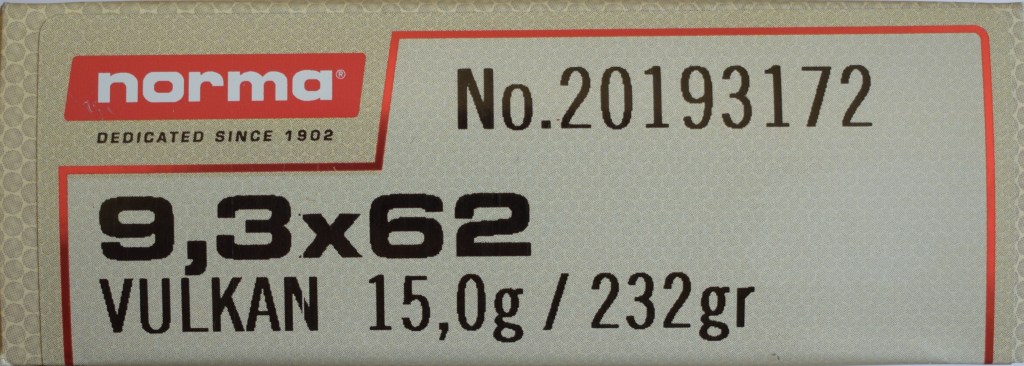 norma®
DEDICATED SINCE 1902
No.20193172
9,3x62
VULKAN 15,0g / 232gr